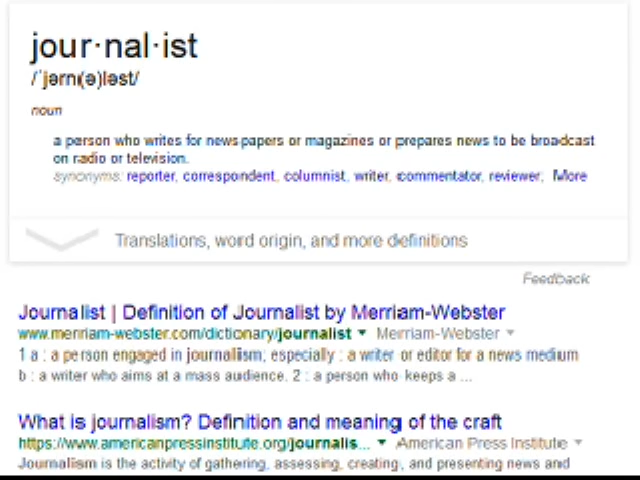 jour·nal·ist
/ˈjərn(ə)ləst/
noun
a person who writes for newspapers or magazines or prepares news to be broadcast
on radio or television.
synonyms: reporter, correspondent, columnist, writer, commentator, reviewer; More
Translations, word origin, and more definitions
Feedback
Journalist | Definition of Journalist by Merriam-Webster
www.merriam-webster.com/dictionary/journalist ▼ Merriam-Webster ▼
1 a : a person engaged in journalism; especially : a writer or editor for a news medium
b : a writer who aims at a mass audience. 2 : a person who keeps a ...
What is journalism? Definition and meaning of the craft
https://www.americanpressinstitute.org/journalis... ▼ American Press Institute ▼
Journalism is the activity of gathering, assessing, creating, and presenting news and